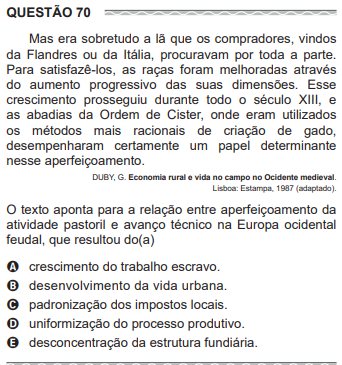 QUESTÃO 70
Mas era sobretudo a lã que os compradores, vindos
da Flandres ou da Itália, procuravam por toda a parte.
Para satisfazê-los, as raças foram melhoradas através
do aumento progressivo das suas dimensões. Esse
crescimento prosseguiu durante todo o século XIII, e
as abadias da Ordem de Cister, onde eram utilizados
os métodos mais racionais de criação de gado,
desempenharam certamente um papel determinante
nesse aperfeiçoamento.
DUBY, G. Economia rural e vida no campo no Ocidente medieval.
Lisboa: Estampa, 1987 (adaptado).
O texto aponta para a relação entre aperfeiçoamento da
atividade pastoril e avanço técnico na Europa ocidental
feudal, que resultou do(a)
A crescimento do trabalho escravo.
B desenvolvimento da vida urbana.
C padronização dos impostos locais.
D uniformização do processo produtivo.
E desconcentração da estrutura fundiária.